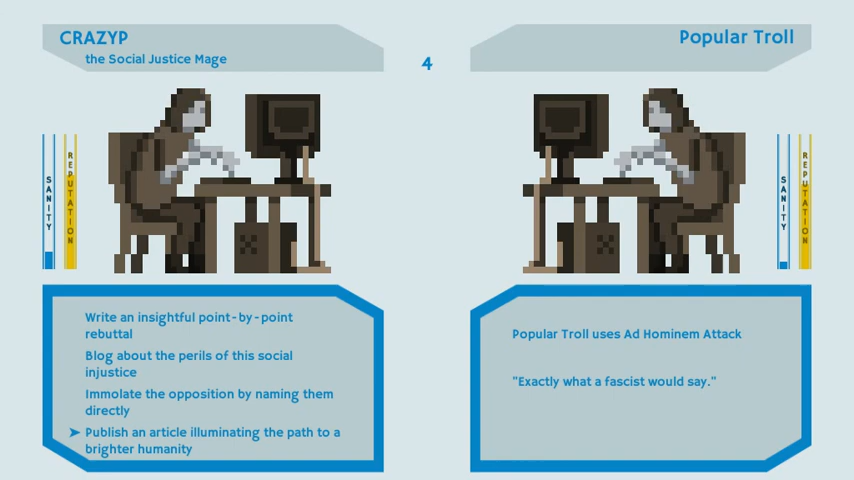 CRAZYP
the Social Justice Mage
4
Popular Troll
SANITY
REPUTATION
SANITY
REPUTATION
Write an insightful point-by-point
rebuttal
Blog about the perils of this social
injustice
Immolate the opposition by naming them
directly
Publish an article illuminating the path to a
brighter humanity
Popular Troll uses Ad Hominem Attack
"Exactly what a fascist would say."